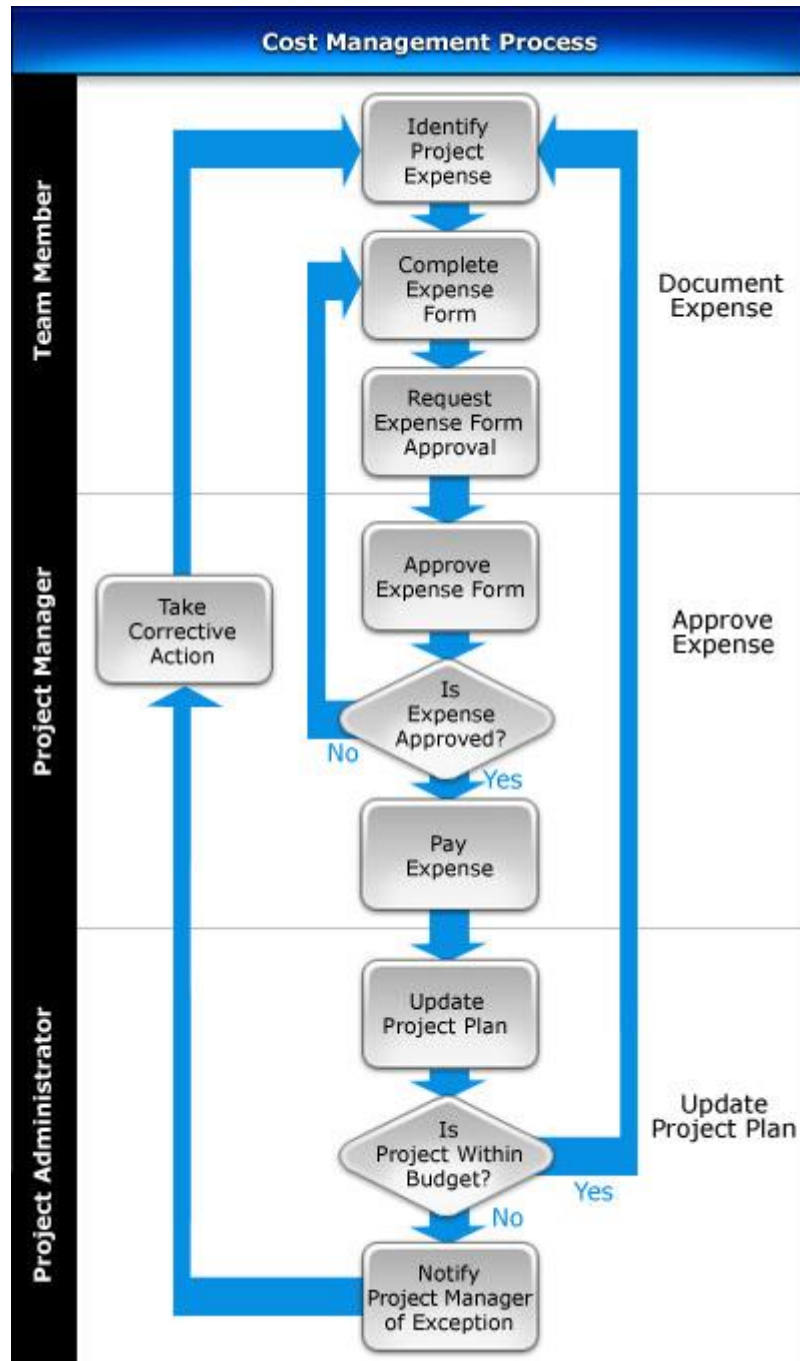 Cost Management Process
Team Member
Identify
Project
Expense
Complete
Expense
Form
Document
Expense
Request
Expense Form
Approval
Project Manager
Approve
Expense Form
Take
Corrective
Action
Approve
Expense
Is
Expense
Approved?
No
Yes
Pay
Expense
Project Administrator
Update
Project Plan
Is
Project Within
Budget?
Update
Project Plan
Yes
No
Notify
Project Manager
of Exception